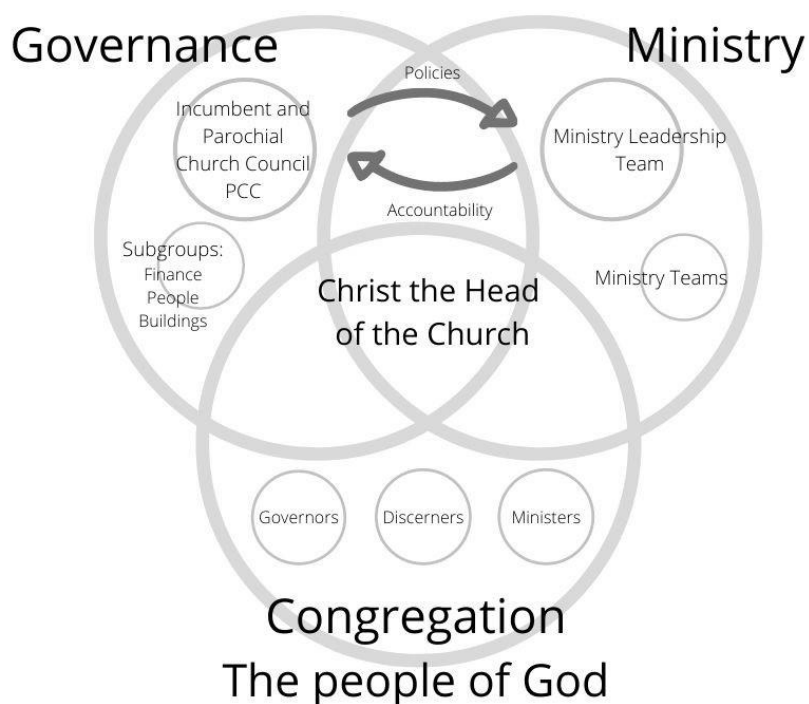 Governance
Ministry
Policies
Incumbent and
Parochial
Church Council
PCC
Ministry Leadership
Team
Accountability
Subgroups:
Finance
People
Buildings
Ministry Teams
Christ the Head
of the Church
Governors
Discerners
Ministers
Congregation
The people of God